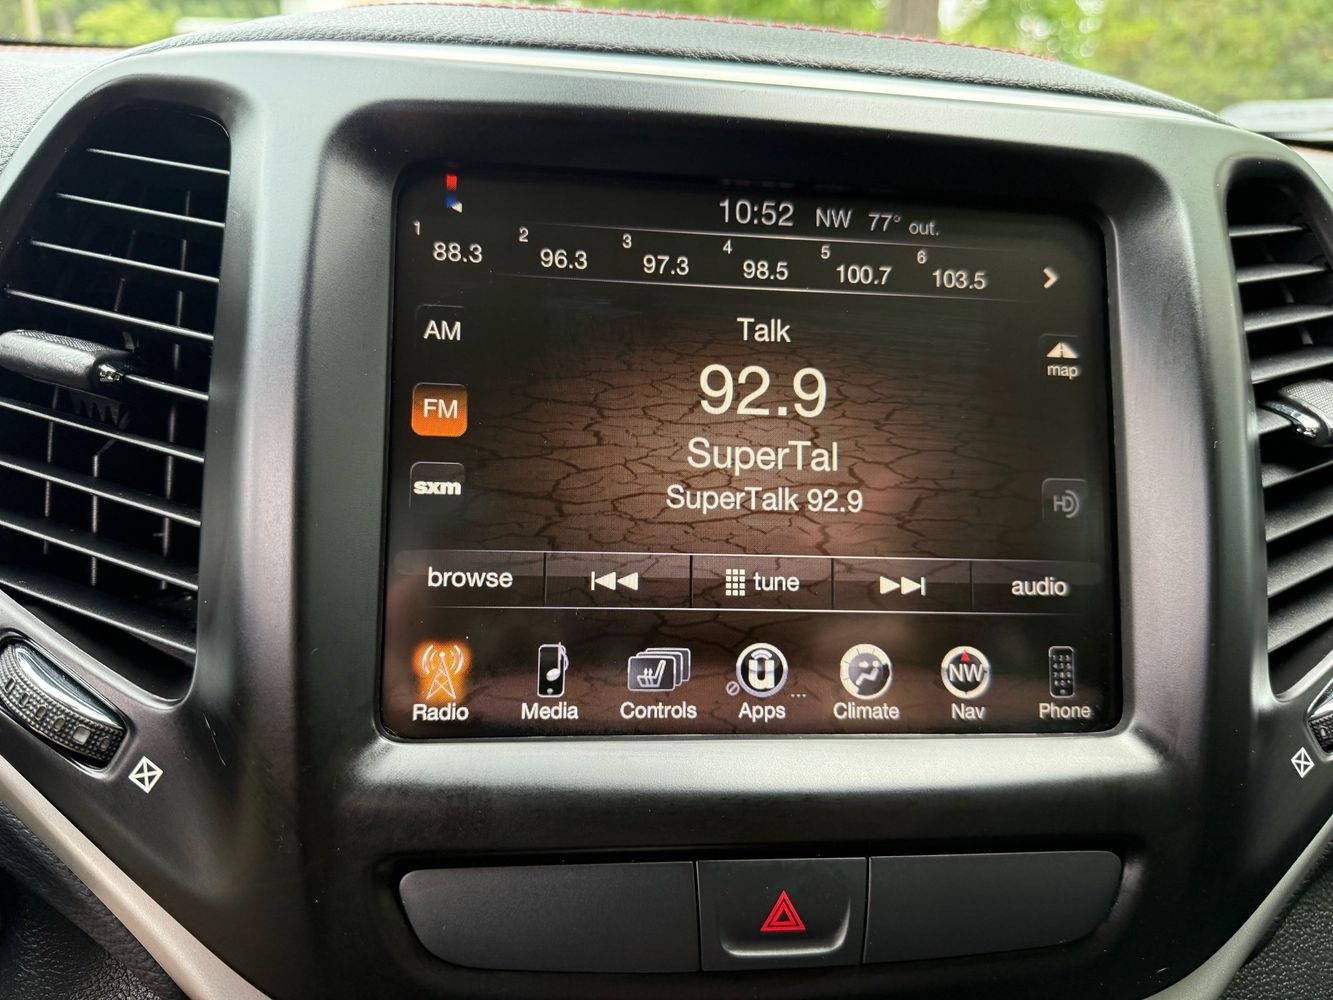 10:52 NW 77° out.
1 88.3 2 96.3 3 97.3 4 98.5 5 100.7 6 103.5
AM
Talk
map
92.9
FM
SuperTal
sxm
SuperTalk 92.9
HD
browse tune audio
NW
Radio Media Controls Apps Climate Nav Phone